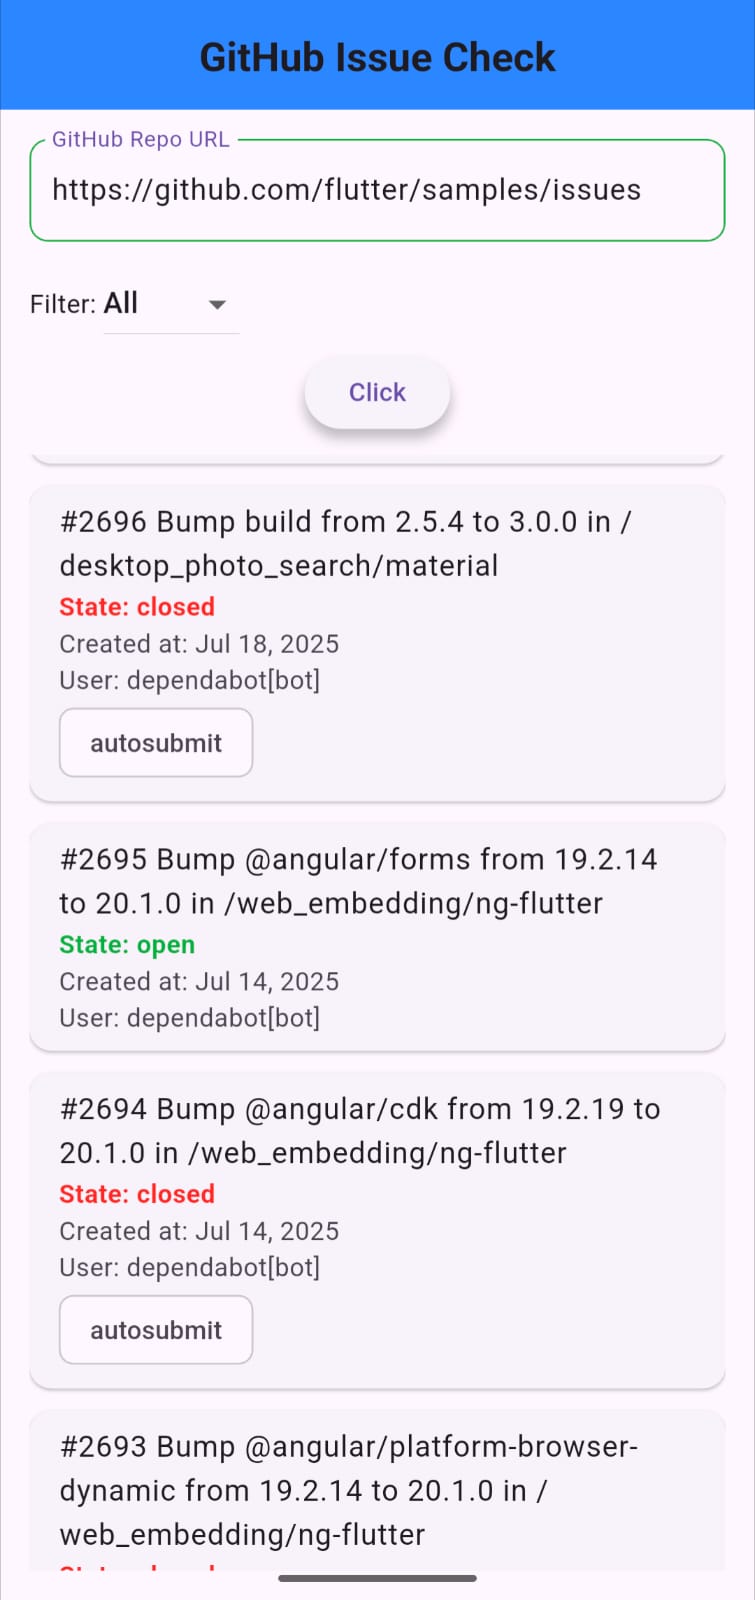 GitHub Issue Check
GitHub Repo URL
https://github.com/flutter/samples/issues
Filter: All
Click
#2696 Bump build from 2.5.4 to 3.0.0 in /
desktop_photo_search/material
State: closed
Created at: Jul 18, 2025
User: dependabot[bot]
autosubmit
#2695 Bump @angular/forms from 19.2.14
to 20.1.0 in /web_embedding/ng-flutter
State: open
Created at: Jul 14, 2025
User: dependabot[bot]
#2694 Bump @angular/cdk from 19.2.19 to
20.1.0 in /web_embedding/ng-flutter
State: closed
Created at: Jul 14, 2025
User: dependabot[bot]
autosubmit
#2693 Bump @angular/platform-browser-
dynamic from 19.2.14 to 20.1.0 in /
web_embedding/ng-flutter